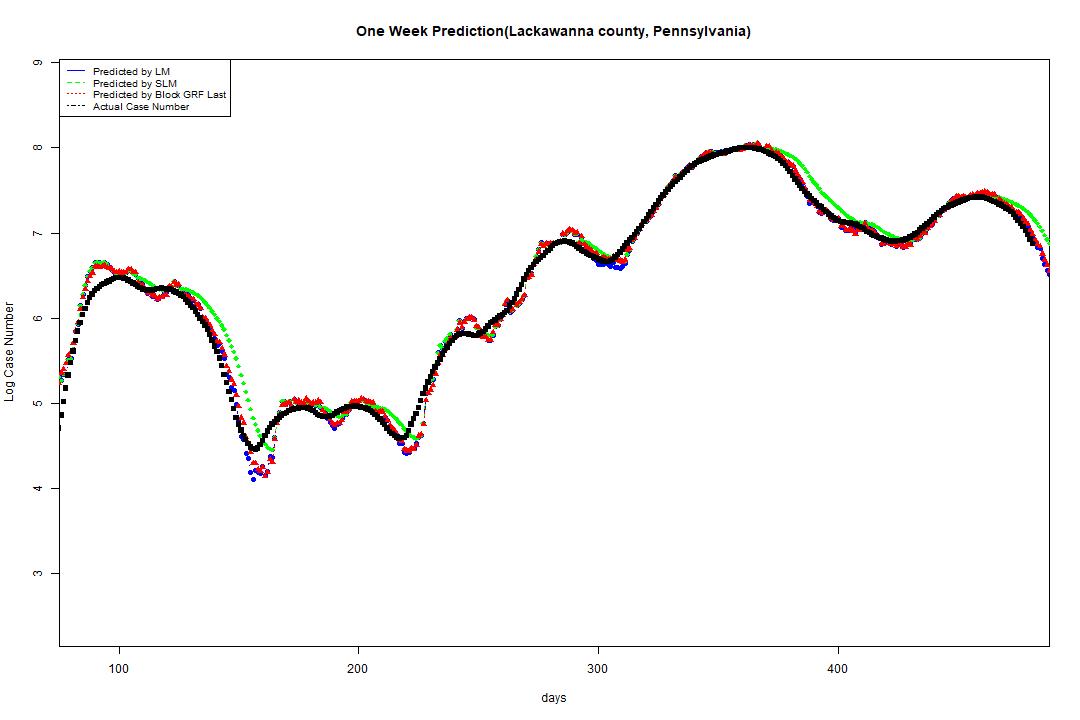 One Week Prediction(Lackawanna county, Pennsylvania)
Predicted by LM
Predicted by SLM
Predicted by Block GRF Last
Actual Case Number
9
8
7
6
5
4
3
Log Case Number
100 200 300 400
days